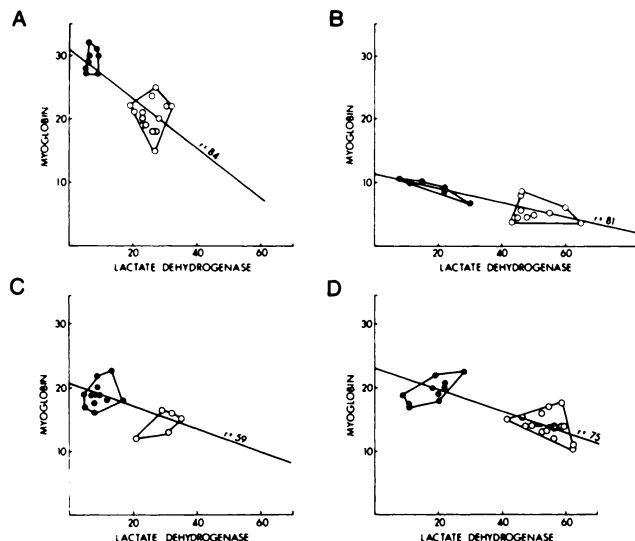 A
MYOGLOBIN
30
20
10
20
40
60
LACTATE DEHYDROGENASE
r=.84
B
MYOGLOBIN
30
20
10
20
40
60
LACTATE DEHYDROGENASE
r=.81
C
MYOGLOBIN
30
20
10
20
40
60
LACTATE DEHYDROGENASE
r=.59
D
MYOGLOBIN
30
20
10
20
40
60
LACTATE DEHYDROGENASE
r=.75